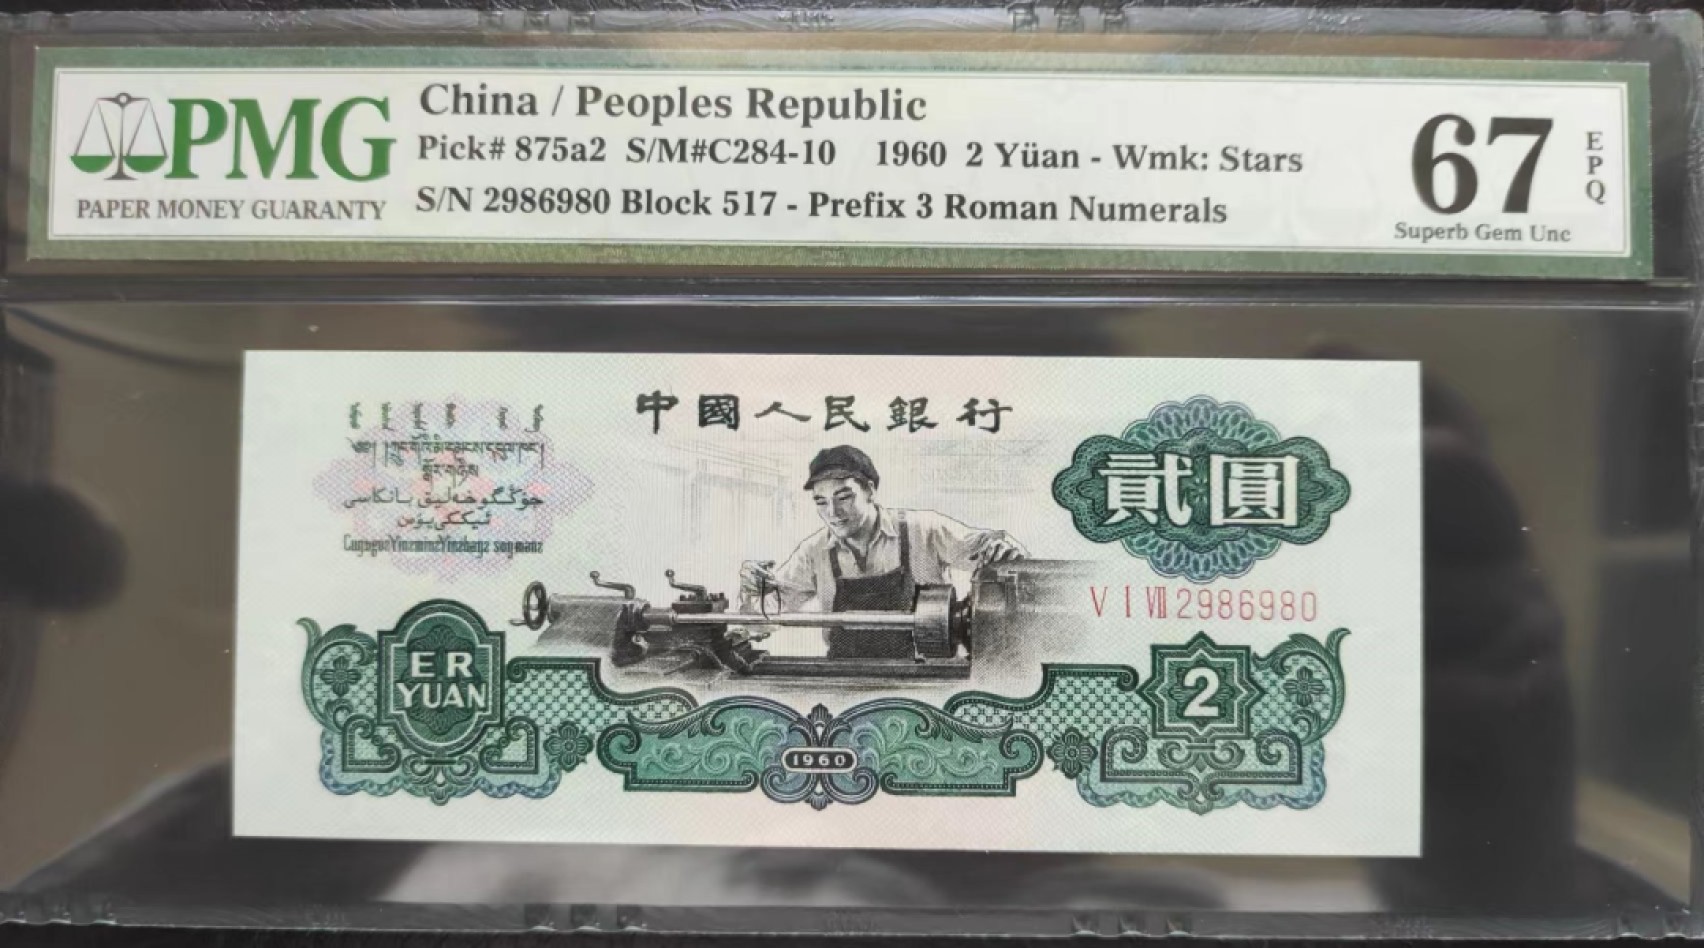 PMG
PAPER MONEY GUARANTY
China / Peoples Republic
Pick# 875a2 S/M#C284-10 1960 2 Yüan - Wmk: Stars
S/N 2986980 Block 517 - Prefix 3 Roman Numerals
67
EPQ
Superb Gem Unc
中國人民銀行
貳圓
V I VII 2986980
ER
YUAN
2
1960